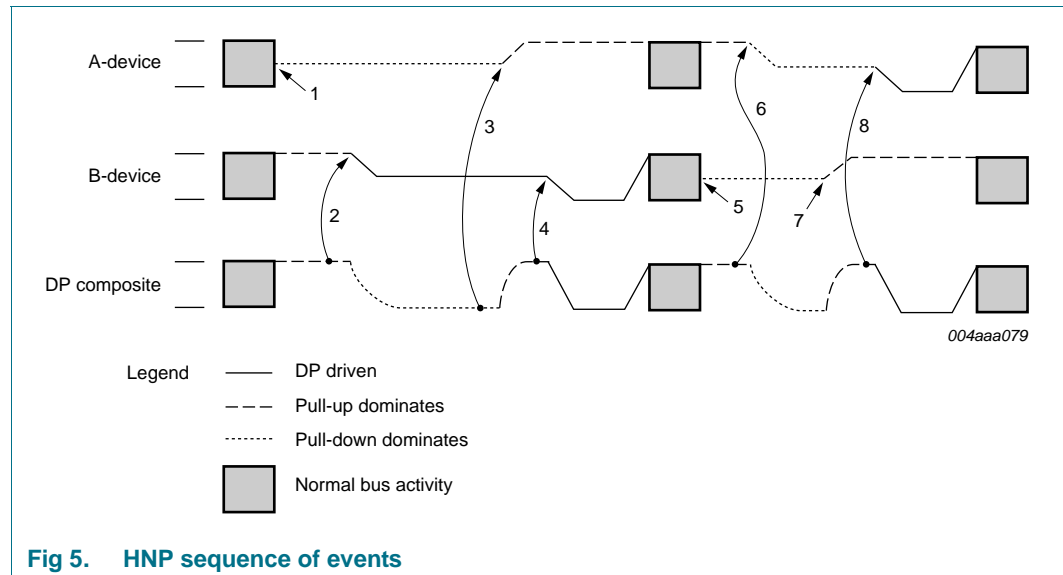 A-device
1
3
6
8
B-device
2
4
5
7
DP composite
004aaa079
Legend
DP driven
Pull-up dominates
Pull-down dominates
Normal bus activity
Fig 5. HNP sequence of events